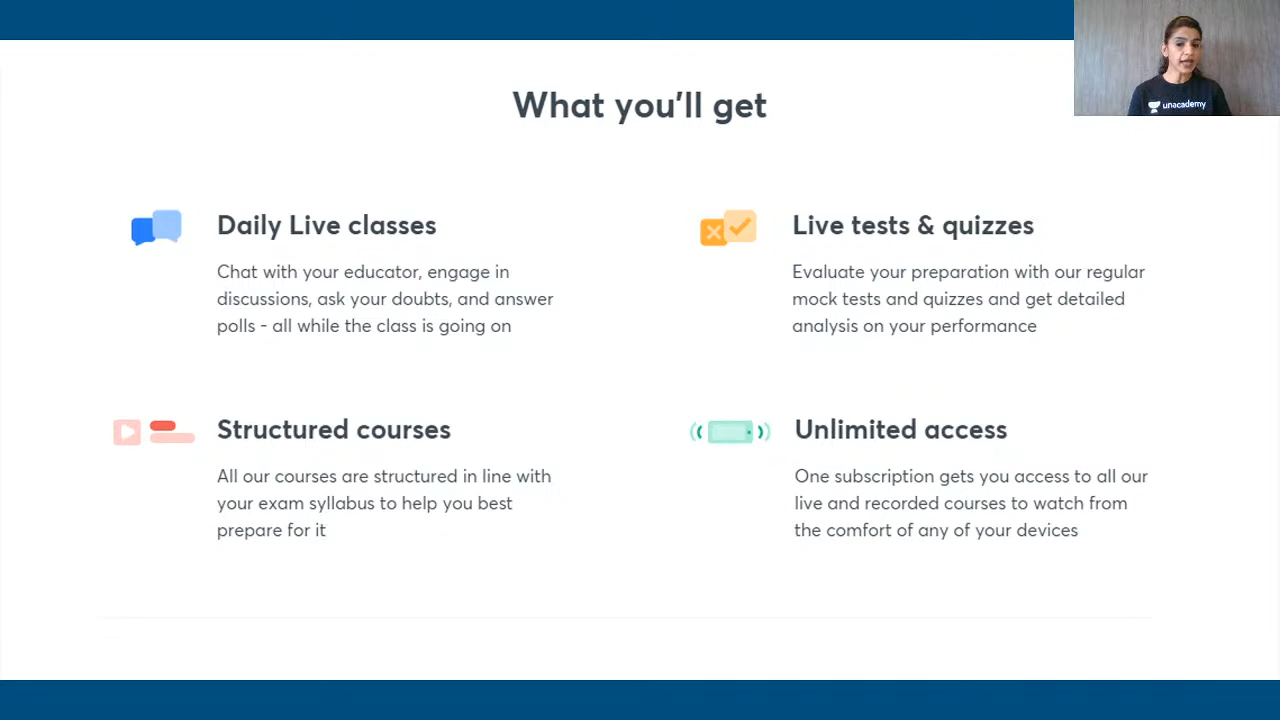 unacademy
What you'll get
Daily Live classes
Chat with your educator, engage in
discussions, ask your doubts, and answer
polls - all while the class is going on
Live tests & quizzes
Evaluate your preparation with our regular
mock tests and quizzes and get detailed
analysis on your performance
Structured courses
All our courses are structured in line with
your exam syllabus to help you best
prepare for it
Unlimited access
One subscription gets you access to all our
live and recorded courses to watch from
the comfort of any of your devices